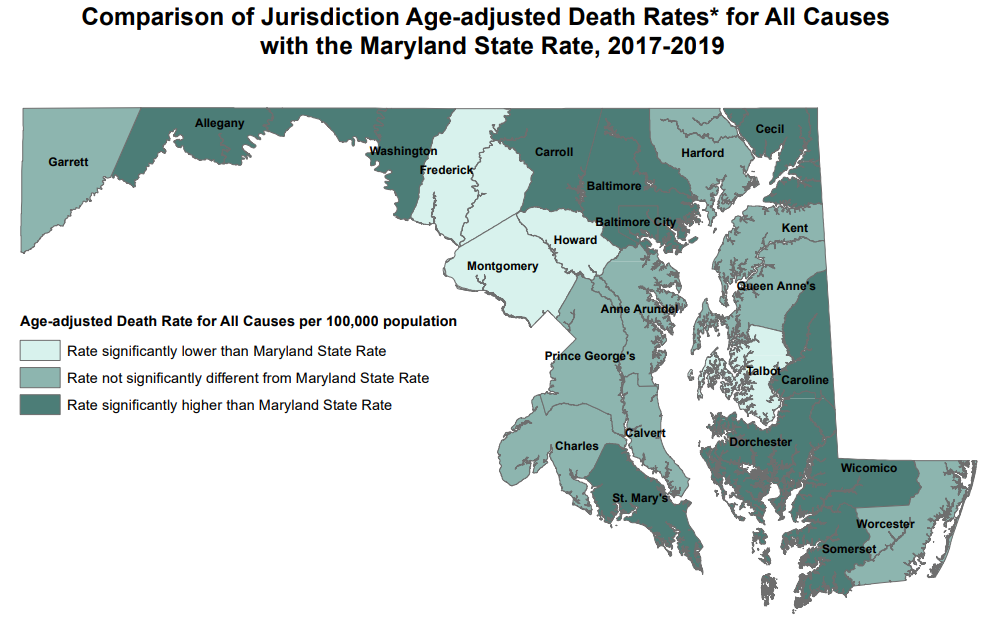 Comparison of Jurisdiction Age-adjusted Death Rates* for All Causes
with the Maryland State Rate, 2017-2019
Allegany
Cecil
Washington
Carroll
Harford
Garrett
Frederick
Baltimore
Baltimore City
Kent
Howard
Montgomery
Queen Anne's
Anne Arundel
Age-adjusted Death Rate for All Causes per 100,000 population
Rate significantly lower than Maryland State Rate
Rate not significantly different from Maryland State Rate
Rate significantly higher than Maryland State Rate
Prince George's
Talbot
Caroline
Calvert
Charles
Dorchester
Wicomico
St. Mary's
Worcester
Somerset